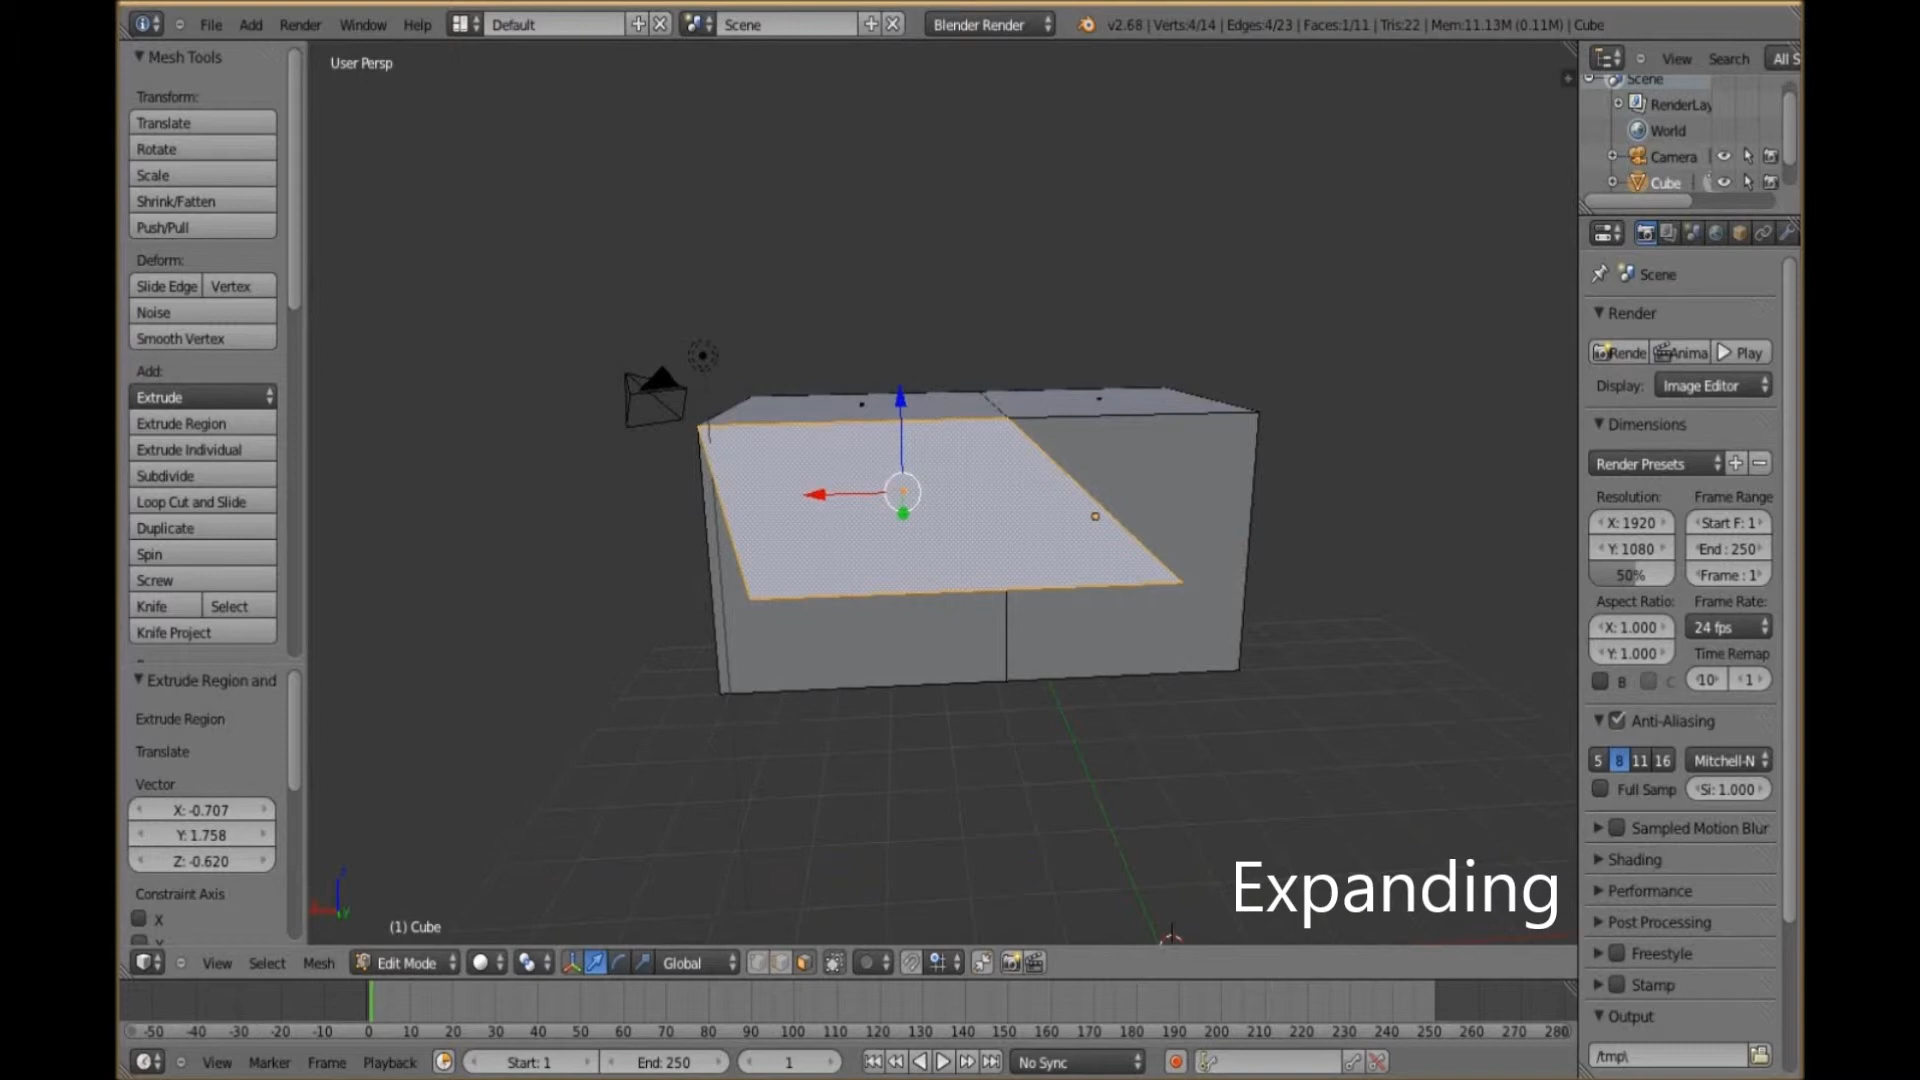 File Add Render Window Help Default Scene Blender Render v2.68 | Verts:4/14 | Edges:4/23 | Faces:1/11 | Tris:22 | Mem:11.13M (0.11M) | Cube
Mesh Tools
Transform:
Translate
Rotate
Scale
Shrink/Fatten
Push/Pull
Deform:
Slide Edge Vertex
Noise
Smooth Vertex
Add:
Extrude
Extrude Region
Extrude Individual
Subdivide
Loop Cut and Slide
Duplicate
Spin
Screw
Knife Select
Knife Project
Extrude Region and
Extrude Region
Translate
Vector
X: -0.707
Y: 1.758
Z: -0.620
Constraint Axis
X
User Persp
(1) Cube
Expanding
View Search All S
Scene
RenderLay
World
Camera
Cube
Scene
Render
Rende Anima Play
Display: Image Editor
Dimensions
Render Presets
Resolution: Frame Range
X: 1920 Start F: 1
Y: 1080 End : 250
50% Frame : 1
Aspect Ratio: Frame Rate:
X: 1.000 24 fps
Y: 1.000 Time Remap
B C 10 1
Anti-Aliasing
5 8 11 16 Mitchell-N
Full Samp Si: 1.000
Sampled Motion Blur
Shading
Performance
Post Processing
Freestyle
Stamp
Output
/tmp\
View Select Mesh Edit Mode Global
-50 -40 -30 -20 -10 0 10 20 30 40 50 60 70 80 90 100 110 120 130 140 150 160 170 180 190 200 210 220 230 240 250 260 270 280
View Marker Frame Playback Start: 1 End: 250 1 No Sync